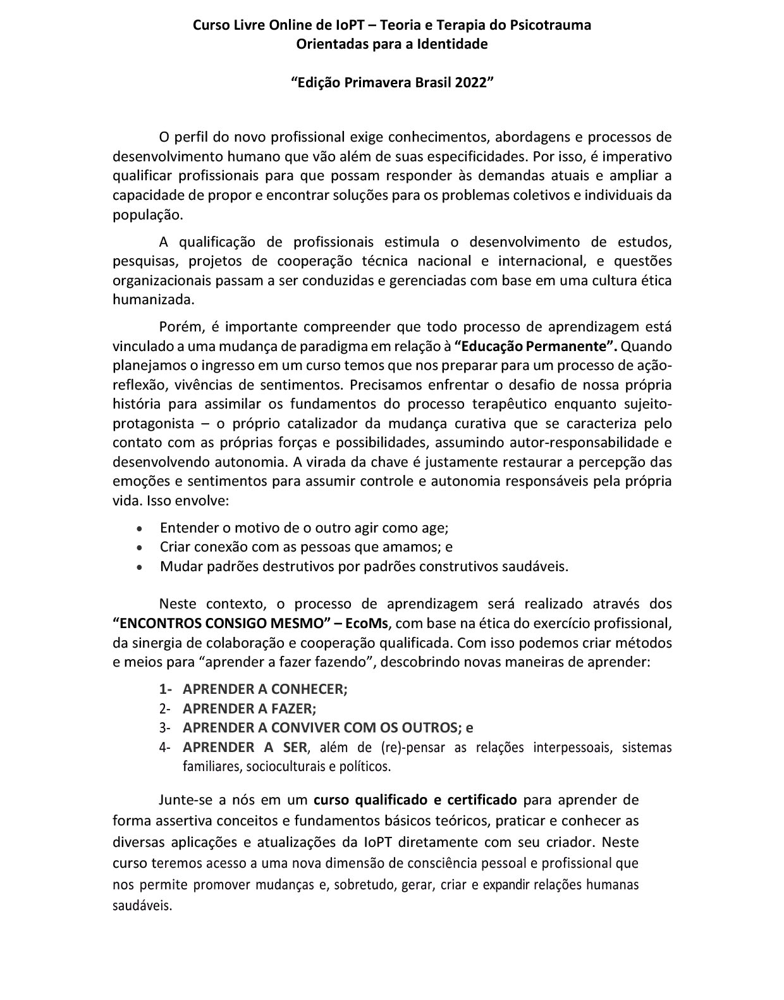 Curso Livre Online de IoPT – Teoria e Terapia do Psicotrauma
Orientadas para a Identidade
“Edição Primavera Brasil 2022”
O perfil do novo profissional exige conhecimentos, abordagens e processos de
desenvolvimento humano que vão além de suas especificidades. Por isso, é imperativo
qualificar profissionais para que possam responder às demandas atuais e ampliar a
capacidade de propor e encontrar soluções para os problemas coletivos e individuais da
população.
A qualificação de profissionais estimula o desenvolvimento de estudos,
pesquisas, projetos de cooperação técnica nacional e internacional, e questões
organizacionais passam a ser conduzidas e gerenciadas com base em uma cultura ética
humanizada.
Porém, é importante compreender que todo processo de aprendizagem está
vinculado a uma mudança de paradigma em relação à “Educação Permanente”. Quando
planejamos o ingresso em um curso temos que nos preparar para um processo de ação-
reflexão, vivências de sentimentos. Precisamos enfrentar o desafio de nossa própria
história para assimilar os fundamentos do processo terapêutico enquanto sujeito-
protagonista – o próprio catalizador da mudança curativa que se caracteriza pelo
contato com as próprias forças e possibilidades, assumindo autor-responsabilidade e
desenvolvendo autonomia. A virada da chave é justamente restaurar a percepção das
emoções e sentimentos para assumir controle e autonomia responsáveis pela própria
vida. Isso envolve:
• Entender o motivo de o outro agir como age;
• Criar conexão com as pessoas que amamos; e
• Mudar padrões destrutivos por padrões construtivos saudáveis.
Neste contexto, o processo de aprendizagem será realizado através dos
“ENCONTROS CONSIGO MESMO” – EcoMs, com base na ética do exercício profissional,
da sinergia de colaboração e cooperação qualificada. Com isso podemos criar métodos
e meios para “aprender a fazer fazendo”, descobrindo novas maneiras de aprender:
1- APRENDER A CONHECER;
2- APRENDER A FAZER;
3- APRENDER A CONVIVER COM OS OUTROS; e
4- APRENDER A SER, além de (re)-pensar as relações interpessoais, sistemas
familiares, socioculturais e políticos.
Junte-se a nós em um curso qualificado e certificado para aprender de
forma assertiva conceitos e fundamentos básicos teóricos, praticar e conhecer as
diversas aplicações e atualizações da IoPT diretamente com seu criador. Neste
curso teremos acesso a uma nova dimensão de consciência pessoal e profissional que
nos permite promover mudanças e, sobretudo, gerar, criar e expandir relações humanas
saudáveis.